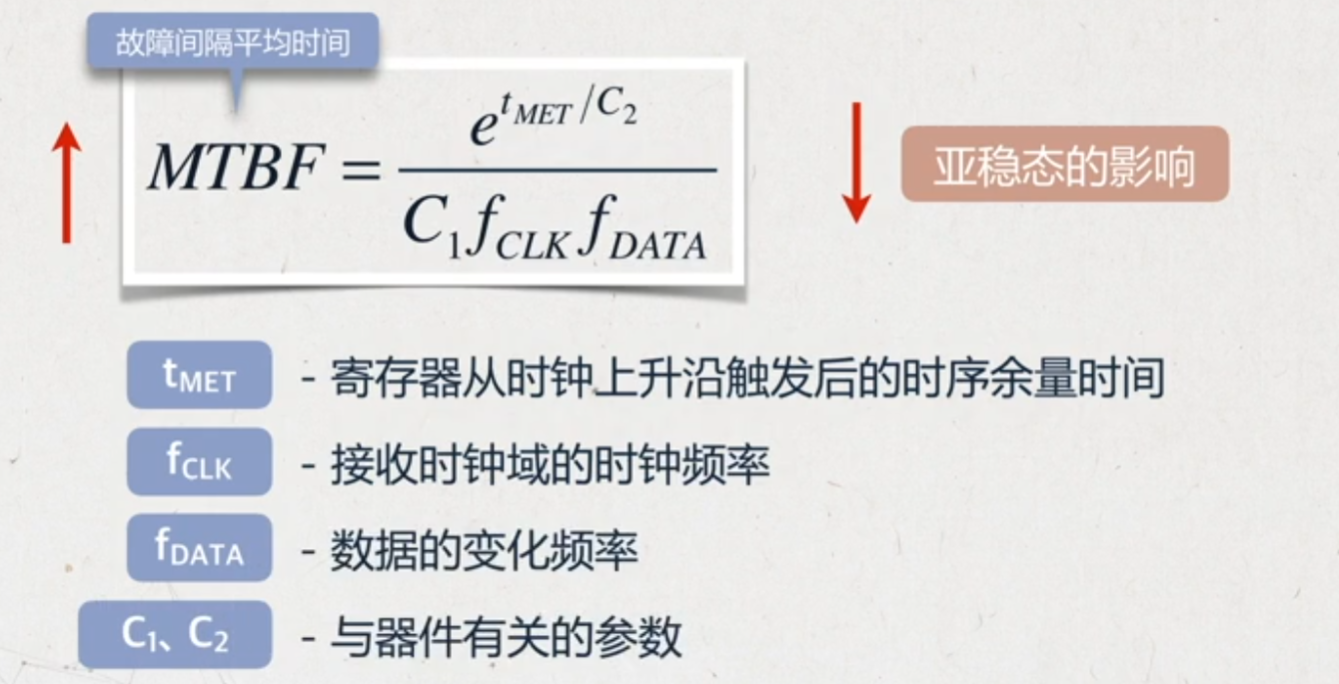 故障间隔平均时间
MTBF = e^{t_{MET}/C_2} / C_1 f_{CLK} f_{DATA}
亚稳态的影响
t_{MET} - 寄存器从时钟上升沿触发后的时序余量时间
f_{CLK} - 接收时钟域的时钟频率
f_{DATA} - 数据的变化频率
C_1、C_2 - 与器件有关的参数